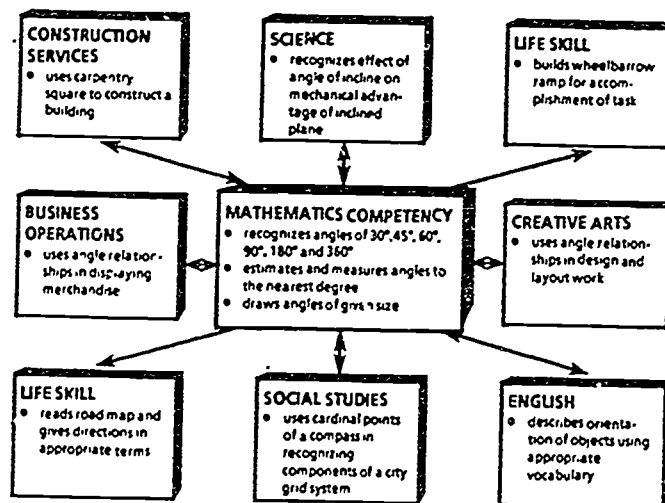 CONSTRUCTION
SERVICES
• uses carpentry
square to construct a
building
SCIENCE
• recognizes effect of
angle of incline on
mechanical advan-
tage of inclined
plane
LIFE SKILL
• builds wheelbarrow
ramp for accom-
plishment of task
BUSINESS
OPERATIONS
• uses angle relation-
ships in displaying
merchandise
MATHEMATICS COMPETENCY
• recognizes angles of 30°, 45°, 60°,
90°, 180° and 360°
• estimates and measures angles to
the nearest degree
• draws angles of given size
CREATIVE ARTS
• uses angle relation-
ships in design and
layout work
LIFE SKILL
• reads road map and
gives directions in
appropriate terms
SOCIAL STUDIES
• uses cardinal points
of a compass in
recognizing
components of a city
grid system
ENGLISH
• describes orienta-
tion of objects using
appropriate
vocabulary